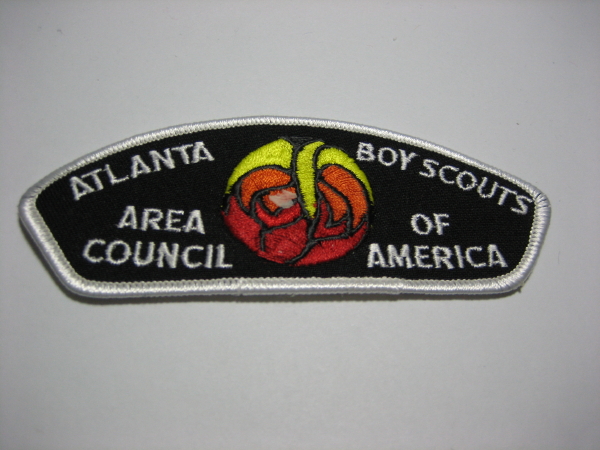 ATLANTA
AREA
COUNCIL
BOY SCOUTS
OF
AMERICA